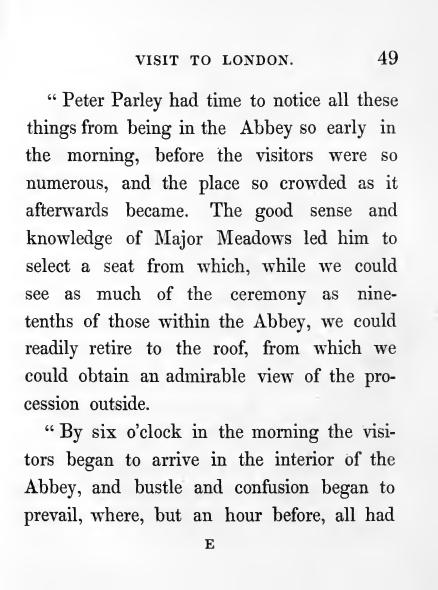 VISIT TO LONDON. 49
“ Peter Parley had time to notice all these
things from being in the Abbey so early in
the morning, before the visitors were so
numerous, and the place so crowded as it
afterwards became. The good sense and
knowledge of Major Meadows led him to
select a seat from which, while we could
see as much of the ceremony as nine-
tenths of those within the Abbey, we could
readily retire to the roof, from which we
could obtain an admirable view of the pro-
cession outside.
“ By six o’clock in the morning the visi-
tors began to arrive in the interior of the
Abbey, and bustle and confusion began to
prevail, where, but an hour before, all had
E